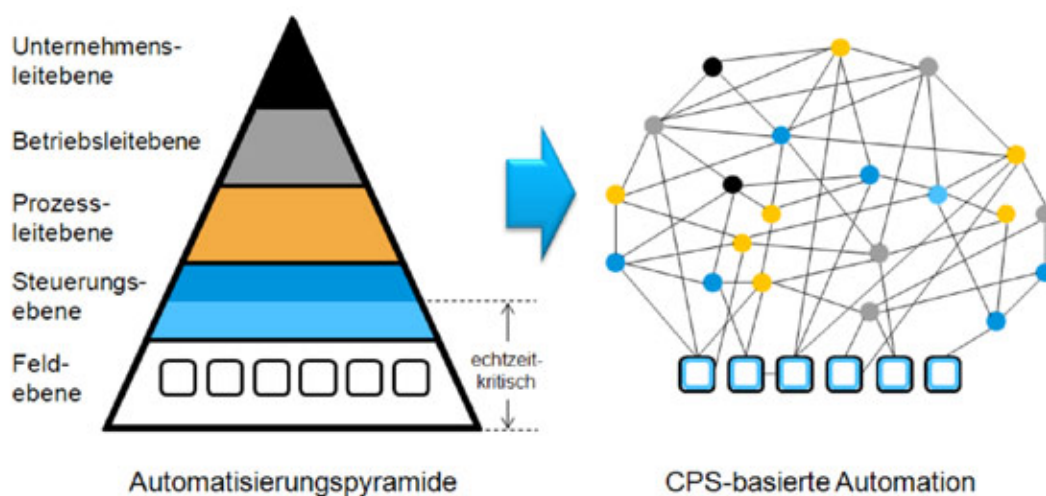 Unternehmens-
leitebene
Betriebsleitebene
Prozess-
leitebene
Steuerungs-
ebene
Feld-
ebene
echtzeit-
kritisch
Automatisierungspyramide
CPS-basierte Automation